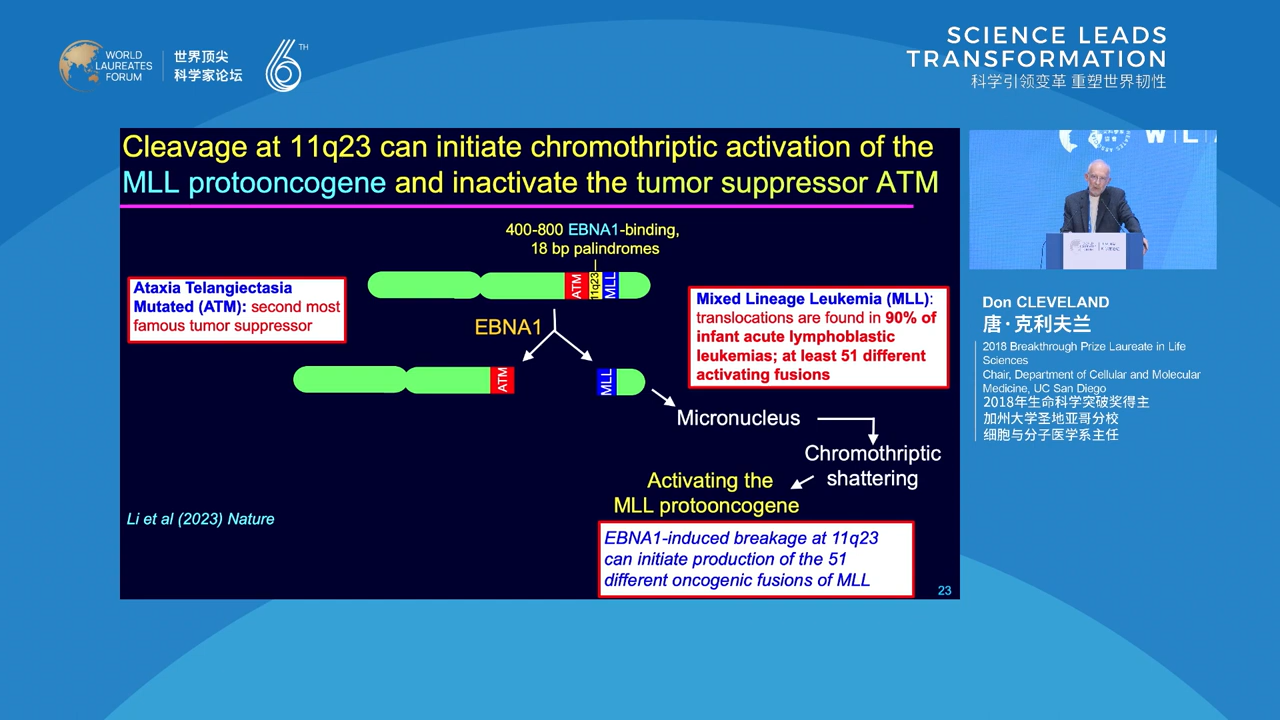 WORLD
LAUREATES
FORUM
世界顶尖
科学家论坛
6TH
SCIENCE LEADS
TRANSFORMATION
科学引领变革 重塑世界韧性
Cleavage at 11q23 can initiate chromothriptic activation of the
MLL protooncogene and inactivate the tumor suppressor ATM
400-800 EBNA1-binding,
18 bp palindromes
ATM
11q23
MLL
Ataxia Telangiectasia
Mutated (ATM): second most
famous tumor suppressor
EBNA1
Mixed Lineage Leukemia (MLL):
translocations are found in 90% of
infant acute lymphoblastic
leukemias; at least 51 different
activating fusions
ATM
MLL
Micronucleus
Chromothriptic
shattering
Activating the
MLL protooncogene
Li et al (2023) Nature
EBNA1-induced breakage at 11q23
can initiate production of the 51
different oncogenic fusions of MLL
23
Don CLEVELAND
唐·克利夫兰
2018 Breakthrough Prize Laureate in Life
Sciences
Chair, Department of Cellular and Molecular
Medicine, UC San Diego
2018年生命科学突破奖得主
加州大学圣地亚哥分校
细胞与分子医学系主任